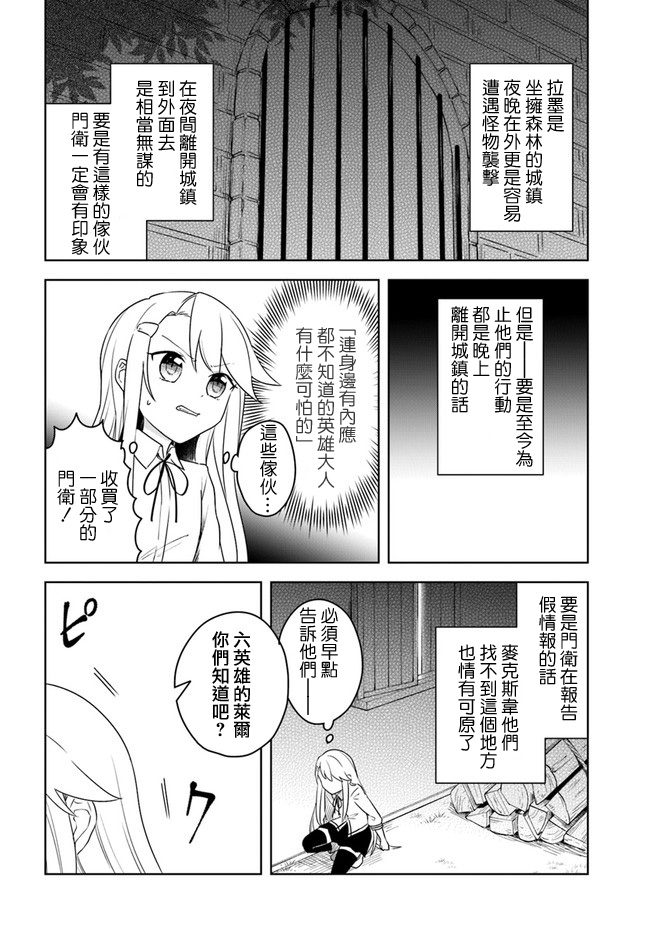 拉墨是
坐擁森林的城鎮
夜晚在外更是容易
遭遇怪物襲擊
在夜間離開城鎮
到外面去
是相當無謀的
要是有這樣的傢伙
門衛一定會有印象
但是——要是至今為
止他們的行動
都是晚上
離開城鎮的話
「連身邊有內應
都不知道的英雄大人
有什麼可怕的」
這些傢伙…
收買了
一部分的
門衛！
要是門衛在報告
假情報的話
麥克斯韋他們
找不到這個地方
也情有可原了
必須早點
告訴他們——
六英雄的萊爾
你們知道吧？
ピ
ク